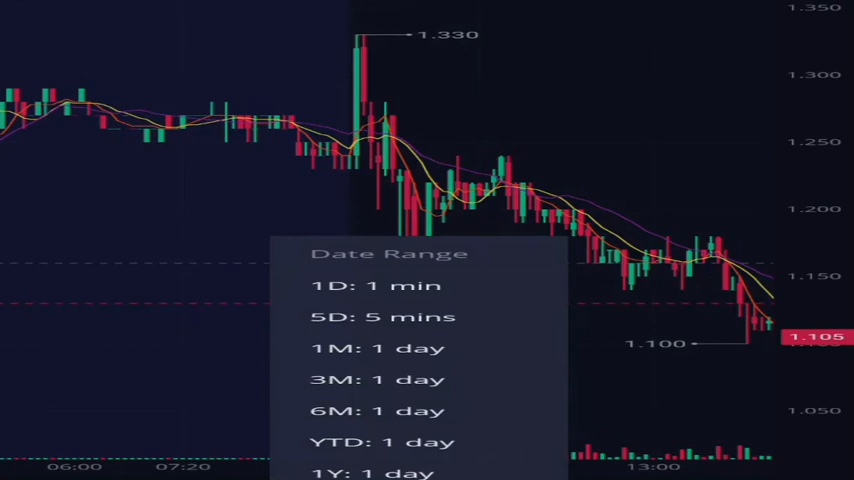 1.350
1.330
1.300
1.250
1.200
Date Range
1D: 1 min
1.150
5D: 5 mins
1.105
1M: 1 day
1.100
3M: 1 day
6M: 1 day
1.050
YTD: 1 day
06:00
07:20
1Y: 1 day
13:00